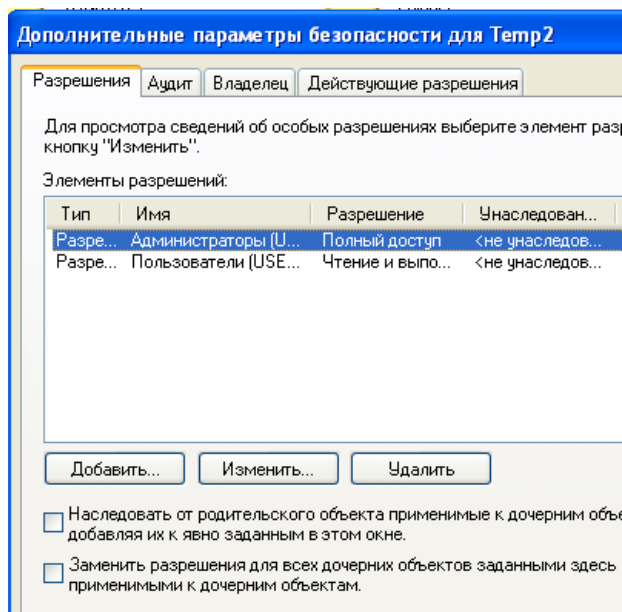 Дополнительные параметры безопасности для Temp2
Разрешения Аудит Владелец Действующие разрешения
Для просмотра сведений об особых разрешениях выберите элемент раз
кнопку "Изменить".
Элементы разрешений:
Тип Имя Разрешение Унаследован...
Разре... Администраторы (U... Полный доступ <не унаследов...
Разре... Пользователи (USE... Чтение и выпо... <не унаследов...
Добавить... Изменить... Удалить
Наследовать от родительского объекта применимые к дочерним объе
добавляя их к явно заданным в этом окне.
Заменить разрешения для всех дочерних объектов заданными здесь
применимыми к дочерним объектам.